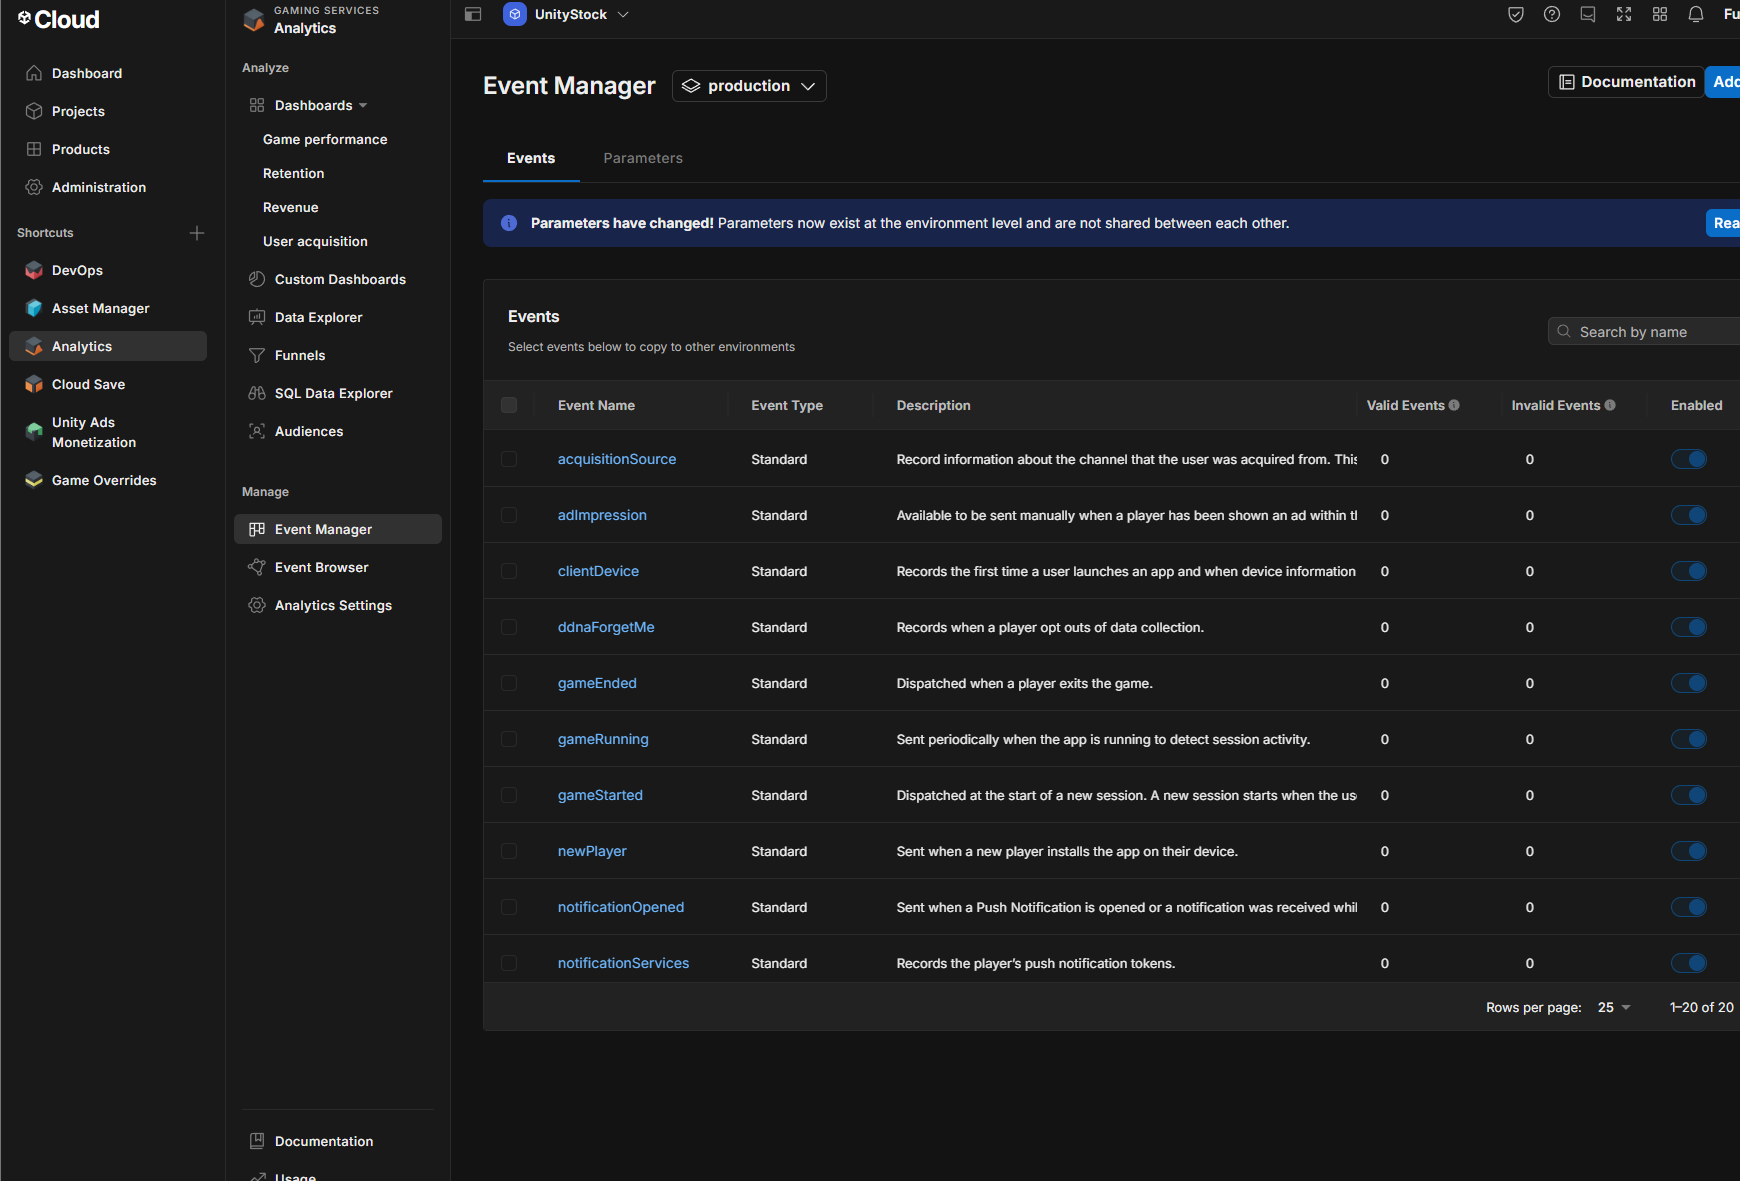 Cloud
Dashboard
Projects
Products
Administration
Shortcuts
DevOps
Asset Manager
Analytics
Cloud Save
Unity Ads
Monetization
Game Overrides
GAMING SERVICES
Analytics
Analyze
Dashboards
Game performance
Retention
Revenue
User acquisition
Custom Dashboards
Data Explorer
Funnels
SQL Data Explorer
Audiences
Manage
Event Manager
Event Browser
Analytics Settings
Documentation
Usage
UnityStock
Fu
Event Manager
production
Documentation
Add
Events
Parameters
Parameters have changed! Parameters now exist at the environment level and are not shared between each other.
Rea
Events
Select events below to copy to other environments
Search by name
Event Name Event Type Description Valid Events Invalid Events Enabled
acquisitionSource Standard Record information about the channel that the user was acquired from. This 0 0
adImpression Standard Available to be sent manually when a player has been shown an ad within th 0 0
clientDevice Standard Records the first time a user launches an app and when device information 0 0
ddnaForgetMe Standard Records when a player opt outs of data collection. 0 0
gameEnded Standard Dispatched when a player exits the game. 0 0
gameRunning Standard Sent periodically when the app is running to detect session activity. 0 0
gameStarted Standard Dispatched at the start of a new session. A new session starts when the us 0 0
newPlayer Standard Sent when a new player installs the app on their device. 0 0
notificationOpened Standard Sent when a Push Notification is opened or a notification was received whil 0 0
notificationServices Standard Records the player's push notification tokens. 0 0
Rows per page: 25 1–20 of 20